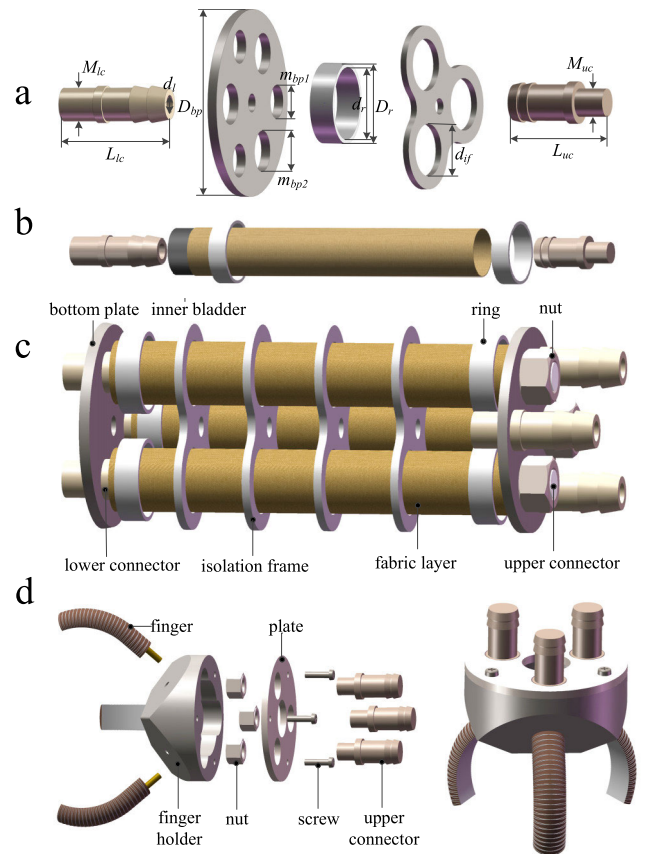 a
M_lc
d_l
L_lc
D_bp
m_bp1
m_bp2
d_r
D_r
d_if
M_uc
L_uc
b
bottom plate
inner bladder
ring
nut
c
lower connector
isolation frame
fabric layer
upper connector
d
finger
plate
finger
holder
nut
screw
upper
connector